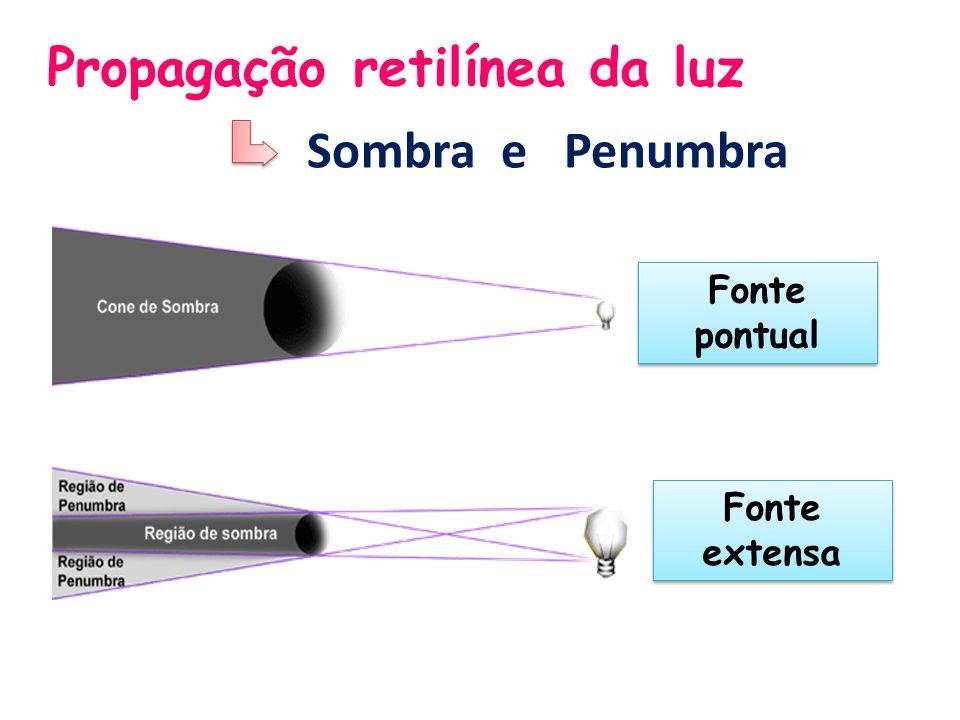 Propagação retilínea da luz
Sombra e Penumbra
Cone de Sombra
Fonte
pontual
Região de
Penumbra
Região de sombra
Região de
Penumbra
Fonte
extensa